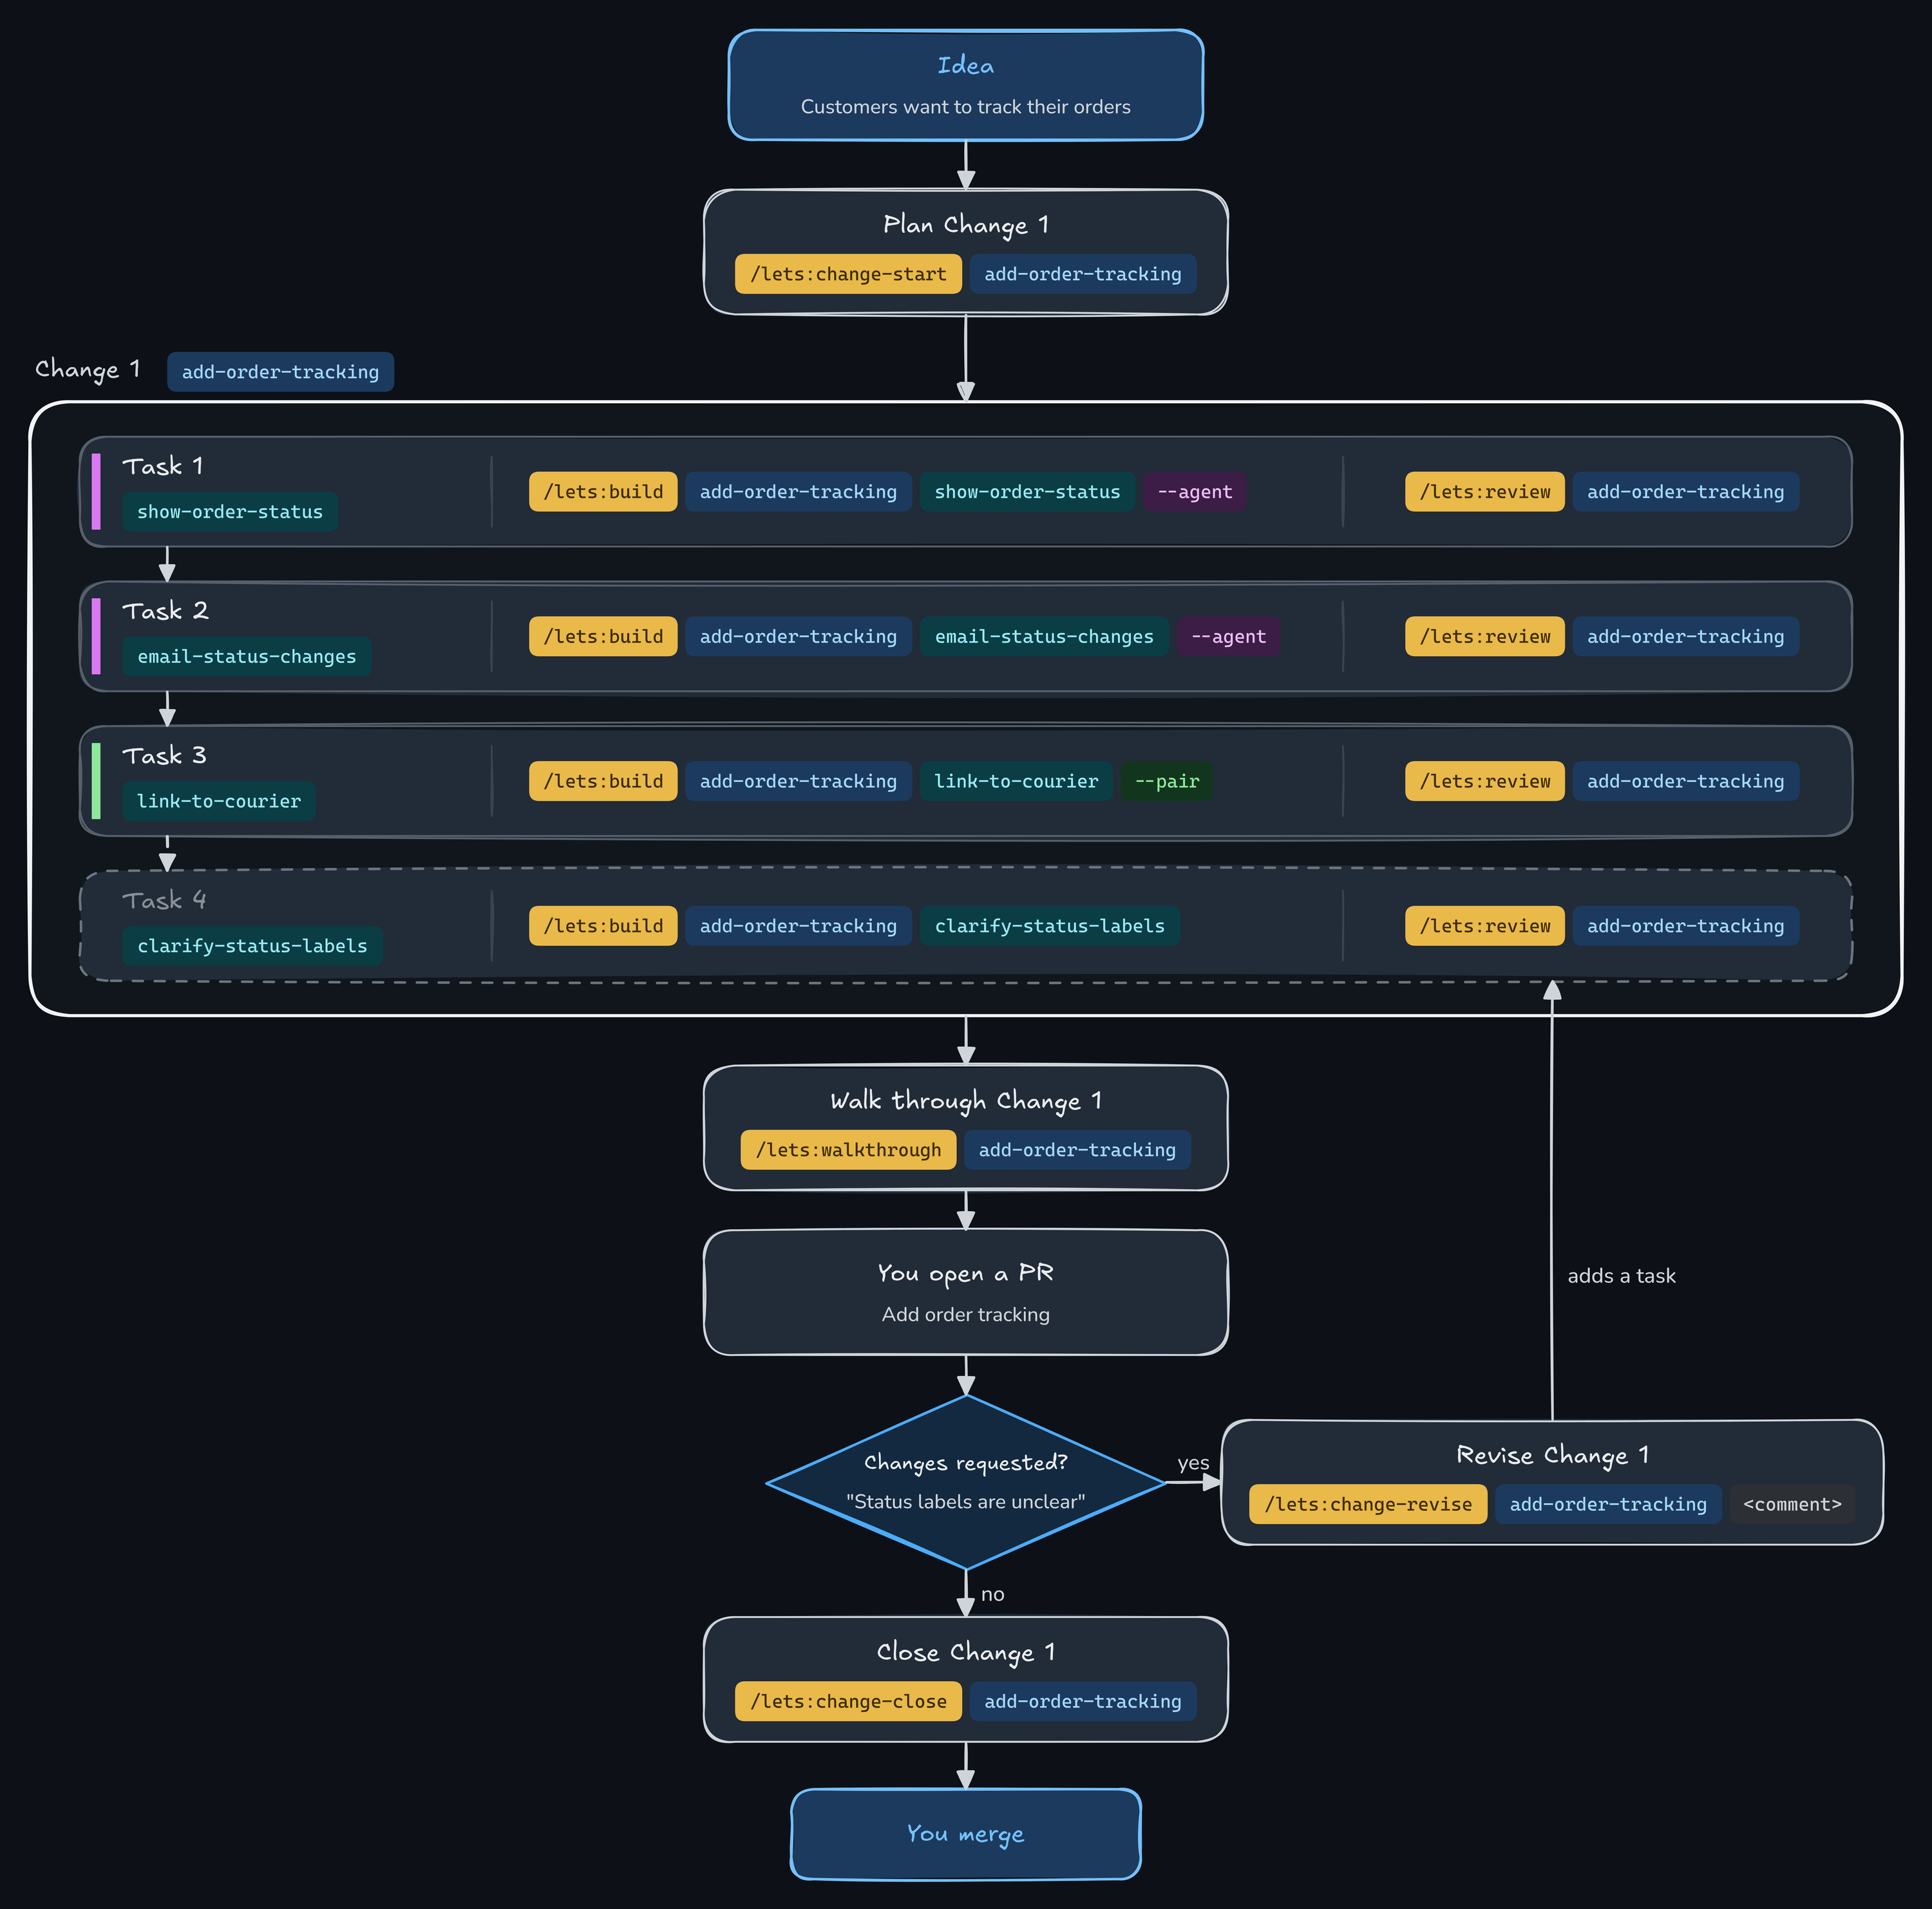 Idea
Customers want to track their orders
Plan Change 1
/lets:change-start add-order-tracking
Change 1 add-order-tracking
Task 1
show-order-status
/lets:build add-order-tracking show-order-status --agent
/lets:review add-order-tracking
Task 2
email-status-changes
/lets:build add-order-tracking email-status-changes --agent
/lets:review add-order-tracking
Task 3
link-to-courier
/lets:build add-order-tracking link-to-courier --pair
/lets:review add-order-tracking
Task 4
clarify-status-labels
/lets:build add-order-tracking clarify-status-labels
/lets:review add-order-tracking
Walk through Change 1
/lets:walkthrough add-order-tracking
You open a PR
Add order tracking
adds a task
Changes requested?
"Status labels are unclear"
yes
Revise Change 1
/lets:change-revise add-order-tracking <comment>
no
Close Change 1
/lets:change-close add-order-tracking
You merge